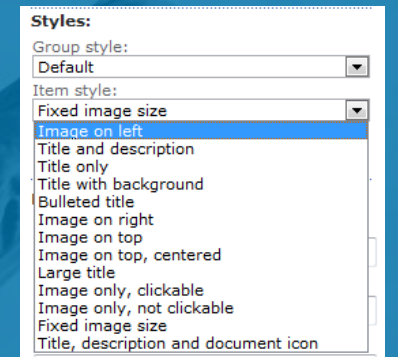 Styles:
Group style:
Default
Item style:
Fixed image size
Image on left
Title and description
Title only
Title with background
Bulleted title
Image on right
Image on top
Image on top, centered
Large title
Image only, clickable
Image only, not clickable
Fixed image size
Title, description and document icon